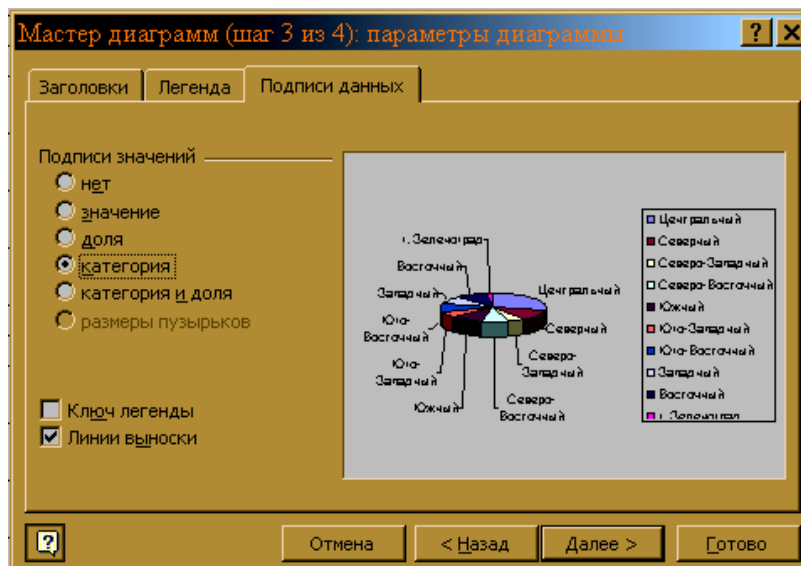 Мастер диаграмм (шаг 3 из 4): параметры диаграммы
Заголовки
Легенда
Подписи данных
Подписи значений
нет
значение
доля
категория
категория и доля
размеры пузырьков
Ключ легенды
Линии выноски
г. Зеленоград
Восточный
Западный
Юго-
Восточный
Юго-
Западный
Южный
Северо-
Восточный
Северо-
Западный
Северный
Центральный
Центральный
Северный
Северо-Западный
Северо-Восточный
Южный
Юго-Западный
Юго-Восточный
Западный
Восточный
г. Зеленоград
Отмена
< Назад
Далее >
Готово